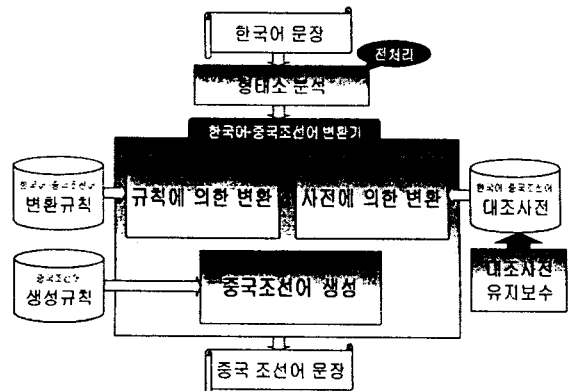 한국어 문장
전처리
형태소 분석
한국어·중국조선어 변환기
한국어·중국조선어
변환규칙
규칙에 의한 변환
사전에 의한 변환
한국어·중국조선어
대조사전
중국조선어
생성규칙
중국조선어 생성
대조사전
유지보수
중국 조선어 문장